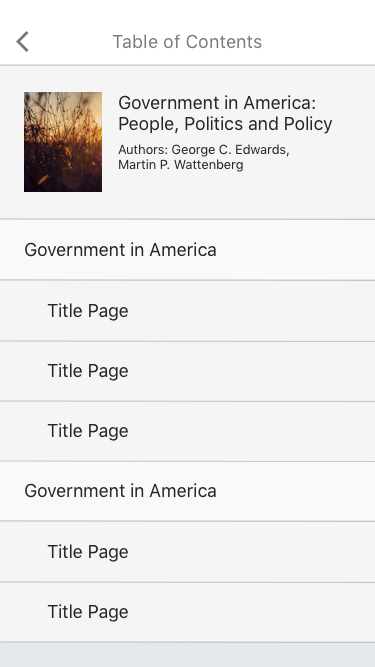 Table of Contents
Government in America:
People, Politics and Policy
Authors: George C. Edwards,
Martin P. Wattenberg
Government in America
Title Page
Title Page
Title Page
Government in America
Title Page
Title Page